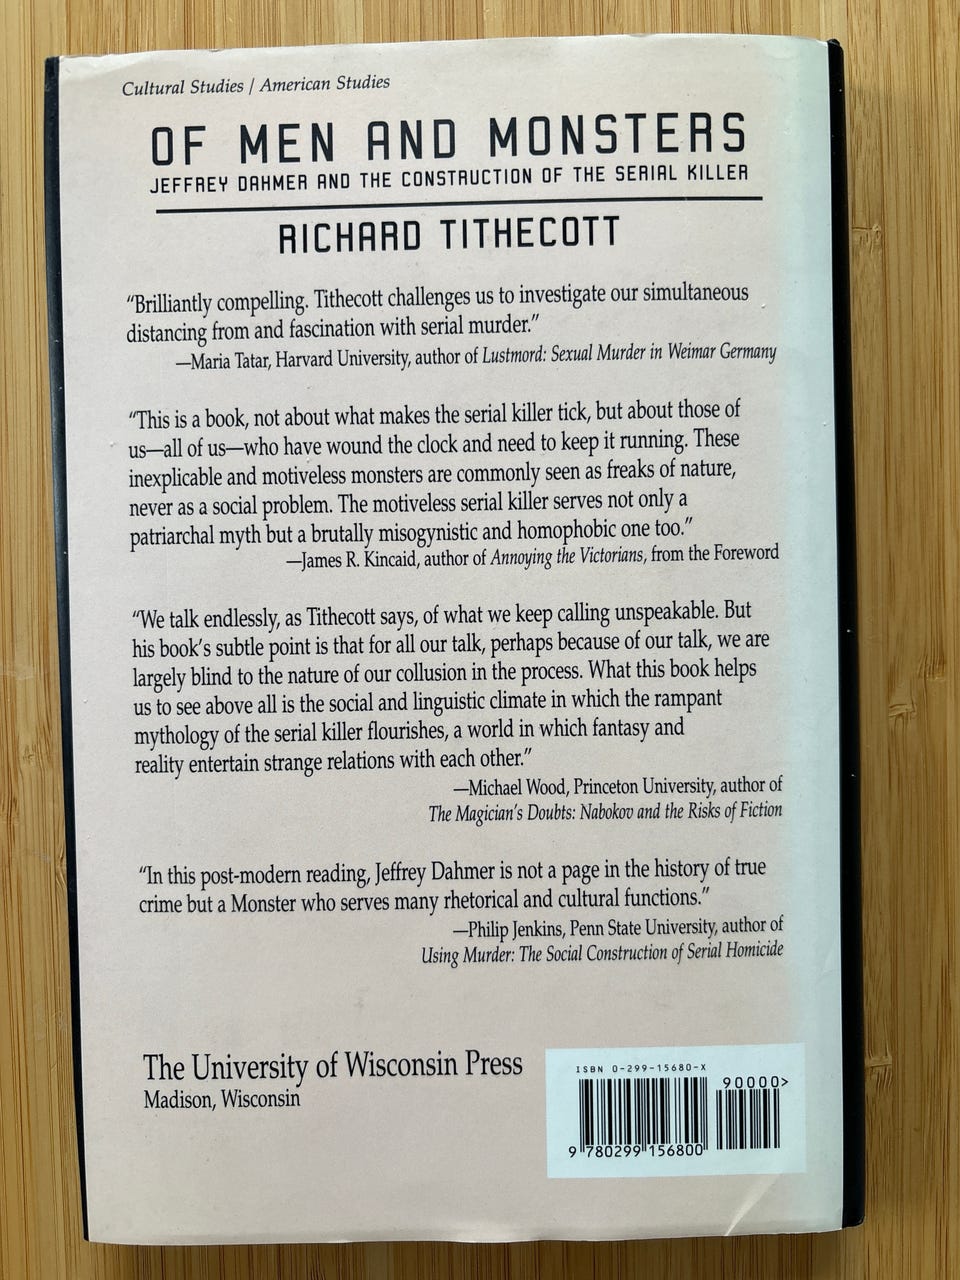 Cultural Studies / American Studies
OF MEN AND MONSTERS
JEFFREY DAHMER AND THE CONSTRUCTION OF THE SERIAL KILLER
RICHARD TITHECOTT
“Brilliantly compelling. Tithecott challenges us to investigate our simultaneous
distancing from and fascination with serial murder.”
—Maria Tatar, Harvard University, author of Lustmord: Sexual Murder in Weimar Germany
“This is a book, not about what makes the serial killer tick, but about those of
us—all of us—who have wound the clock and need to keep it running. These
inexplicable and motiveless monsters are commonly seen as freaks of nature,
never as a social problem. The motiveless serial killer serves not only a
patriarchal myth but a brutally misogynistic and homophobic one too.”
—James R. Kincaid, author of Annoying the Victorians, from the Foreword
“We talk endlessly, as Tithecott says, of what we keep calling unspeakable. But
his book’s subtle point is that for all our talk, perhaps because of our talk, we are
largely blind to the nature of our collusion in the process. What this book helps
us to see above all is the social and linguistic climate in which the rampant
mythology of the serial killer flourishes, a world in which fantasy and
reality entertain strange relations with each other.”
—Michael Wood, Princeton University, author of
The Magician’s Doubts: Nabokov and the Risks of Fiction
“In this post-modern reading, Jeffrey Dahmer is not a page in the history of true
crime but a Monster who serves many rhetorical and cultural functions.”
—Philip Jenkins, Penn State University, author of
Using Murder: The Social Construction of Serial Homicide
The University of Wisconsin Press
Madison, Wisconsin
ISBN 0-299-15680-X
90000>
9 780299 156800